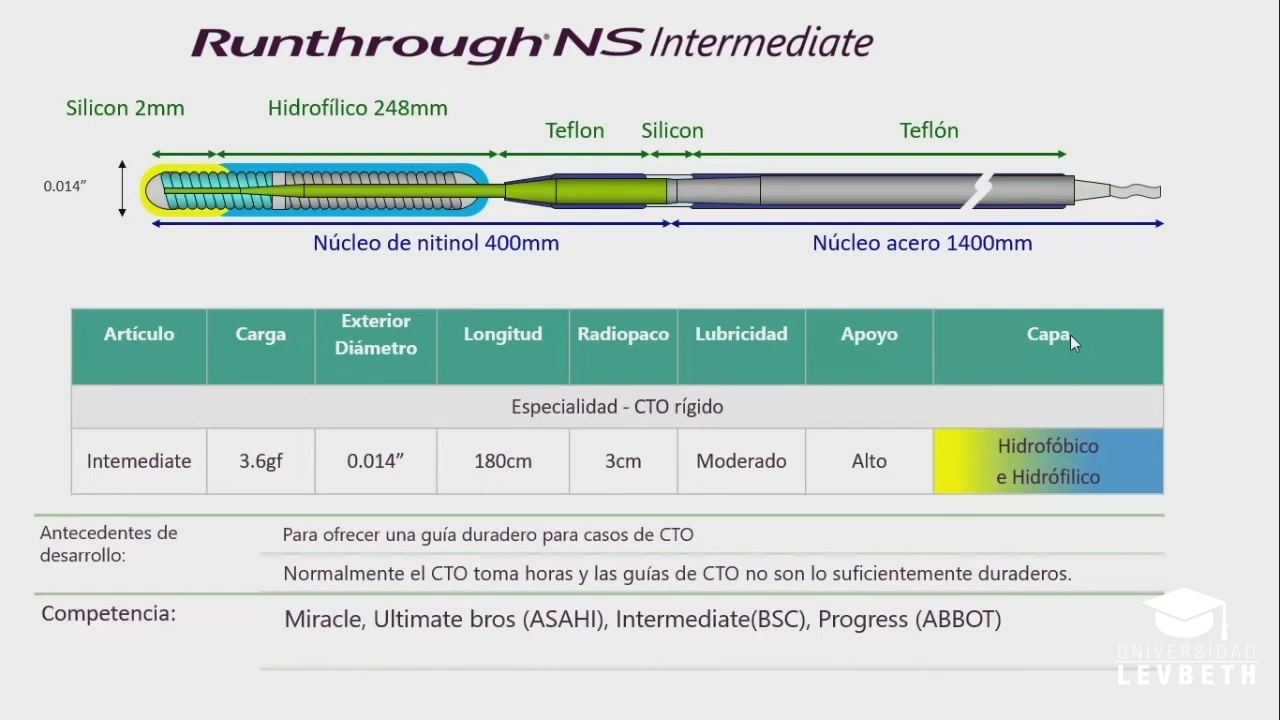 Runthrough® NS Intermediate
Silicon 2mm
Hidrofílico 248mm
Teflon
Silicon
Teflón
0.014”
Núcleo de nitinol 400mm
Núcleo acero 1400mm
Artículo
Carga
Exterior
Diámetro
Longitud
Radiopaco
Lubricidad
Apoyo
Capa
Especialidad - CTO rígido
Intemediate
3.6gf
0.014”
180cm
3cm
Moderado
Alto
Hidrofóbico
e Hidrófilico
Antecedentes de
desarrollo:
Para ofrecer una guía duradero para casos de CTO
Normalmente el CTO toma horas y las guías de CTO no son lo suficientemente duraderos.
Competencia:
Miracle, Ultimate bros (ASAHI), Intermediate(BSC), Progress (ABBOT)
UNIVERSIDAD
LEVBETH